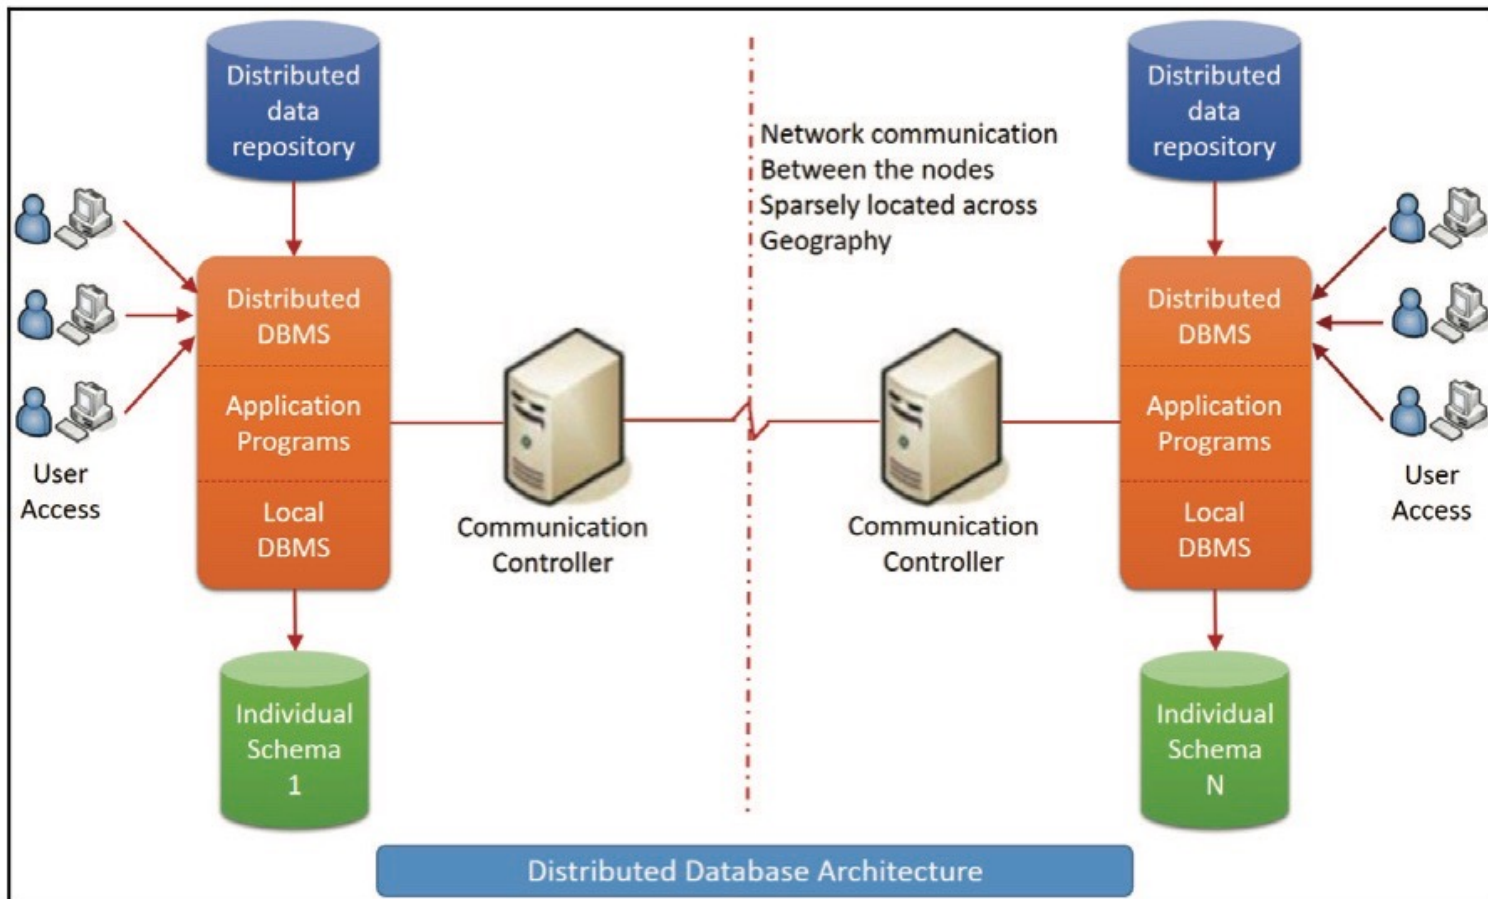 Distributed
data
repository
User
Access
Distributed
DBMS
Application
Programs
Local
DBMS
Individual
Schema
1
Communication
Controller
Network communication
Between the nodes
Sparsely located across
Geography
Communication
Controller
Distributed
data
repository
Distributed
DBMS
Application
Programs
Local
DBMS
Individual
Schema
N
User
Access
Distributed Database Architecture